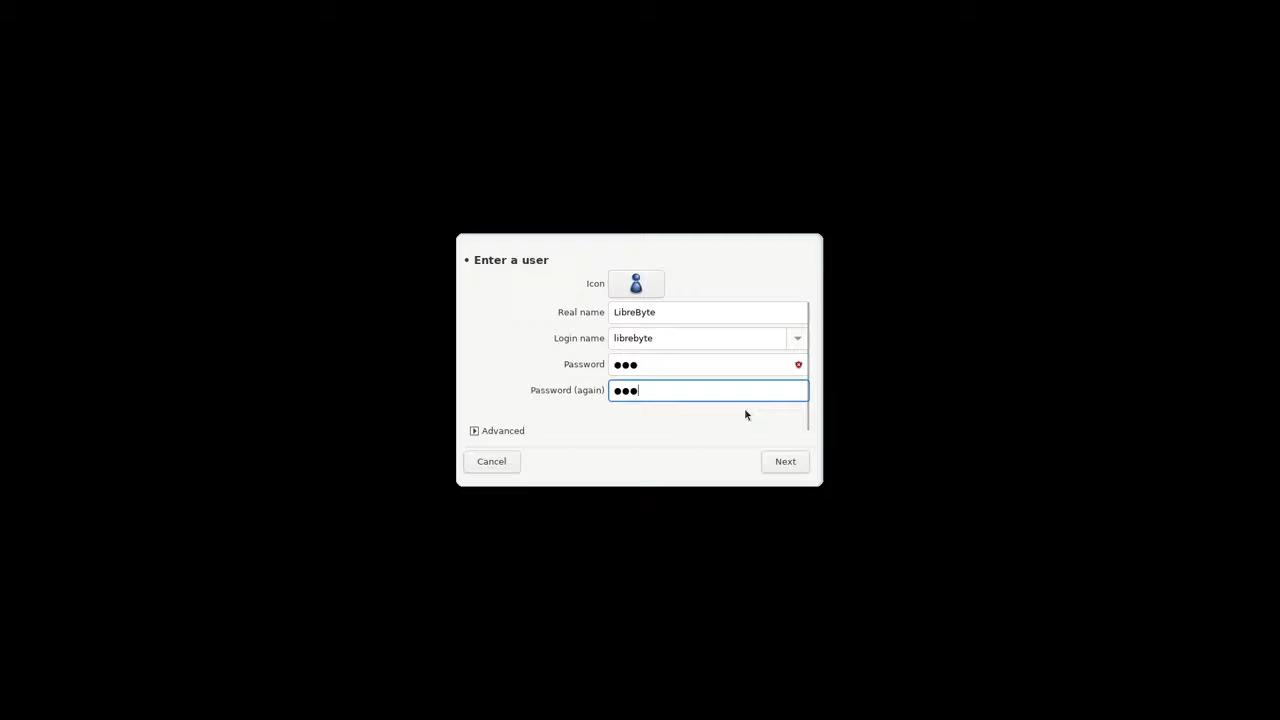 • Enter a user
Icon
Real name LibreByte
Login name librebyte
Password ●●●
Password (again) ●●●
Advanced
Cancel Next